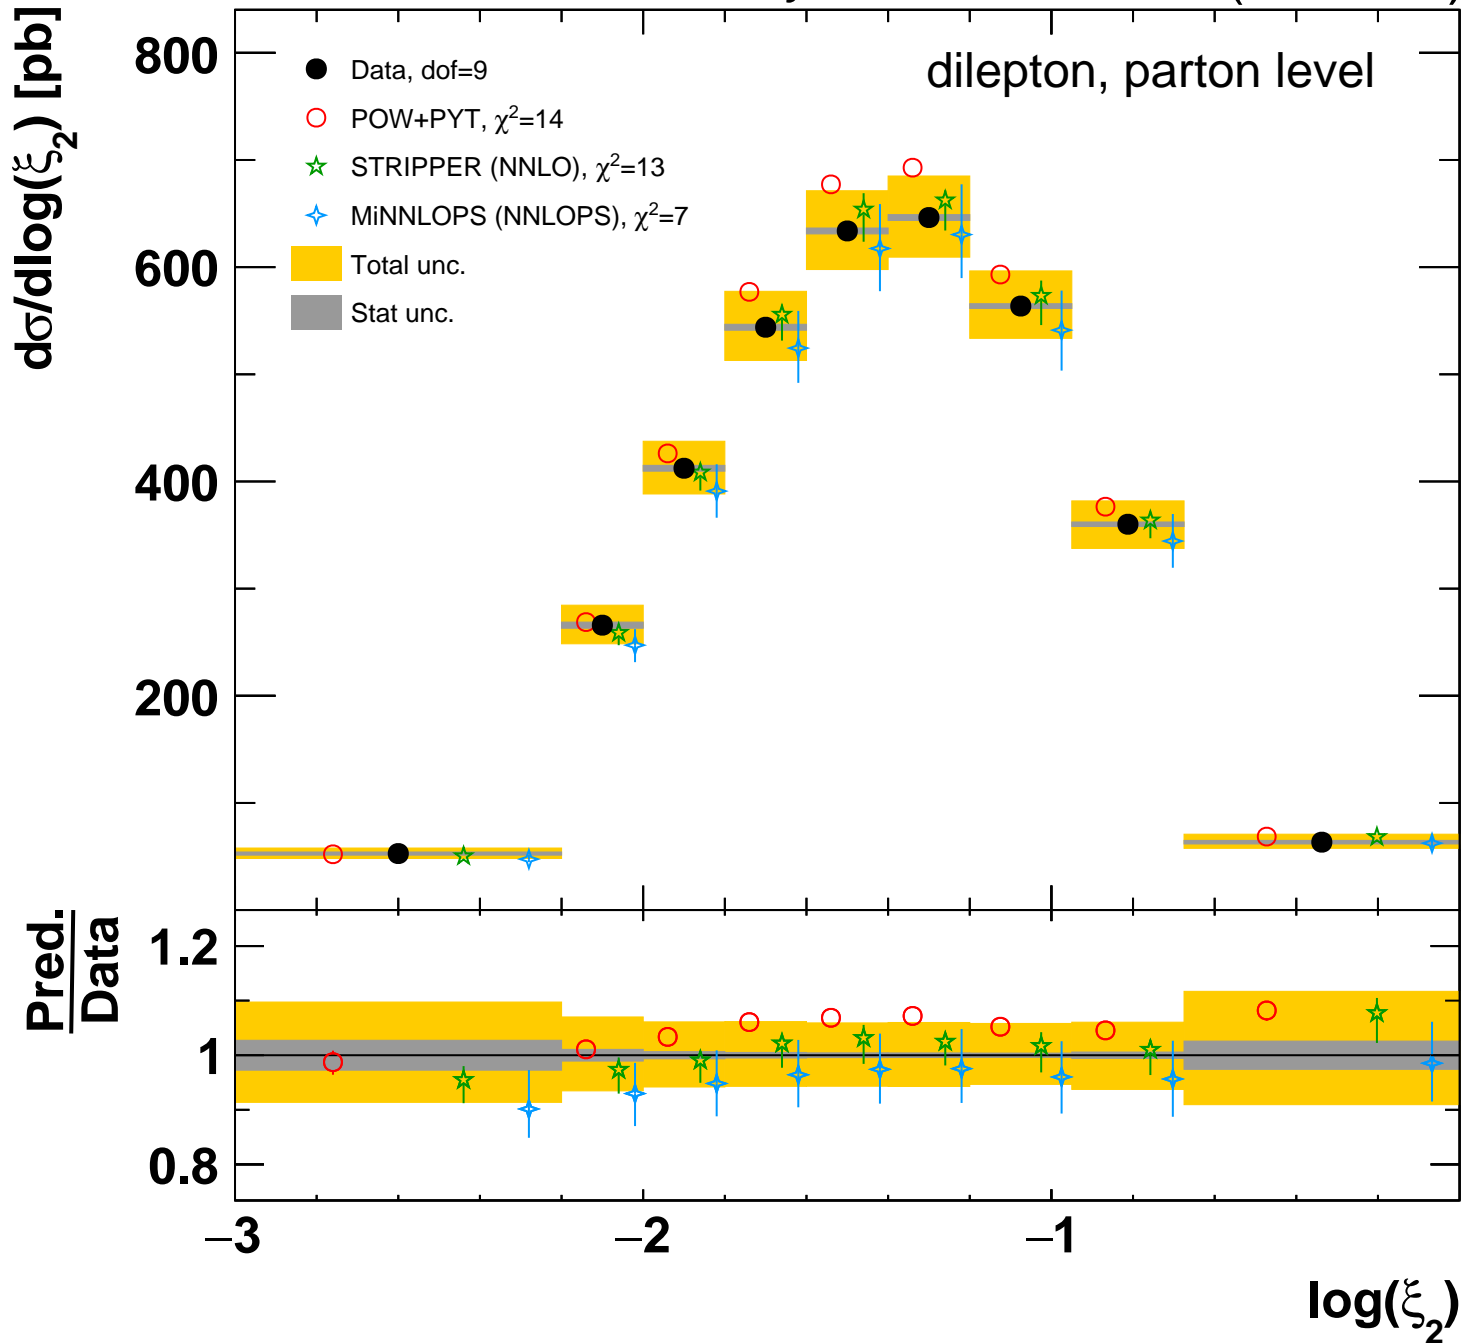 dσ/dlog(ξ₂) [pb]
dilepton, parton level
Data, dof=9
POW+PYT, χ²=14
STRIPPER (NNLO), χ²=13
MiNNLOPS (NNLOPS), χ²=7
Total unc.
Stat unc.
800
600
400
200
Pred.
Data
1.2
1
0.8
−3
−2
−1
log(ξ₂)